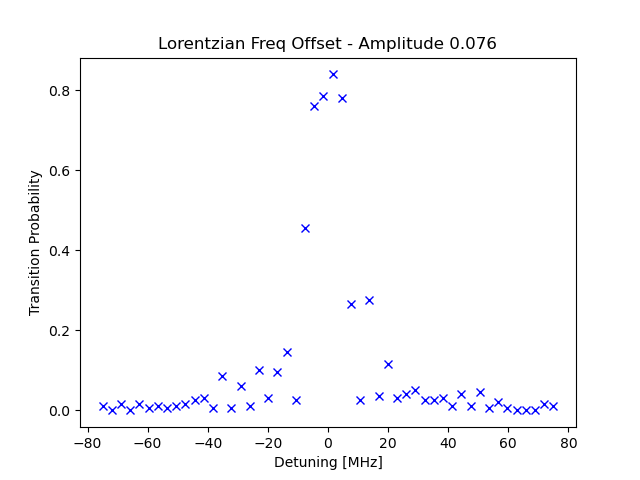 Lorentzian Freq Offset - Amplitude 0.076
Transition Probability
0.8
0.6
0.4
0.2
0.0
−80 −60 −40 −20 0 20 40 60 80
Detuning [MHz]